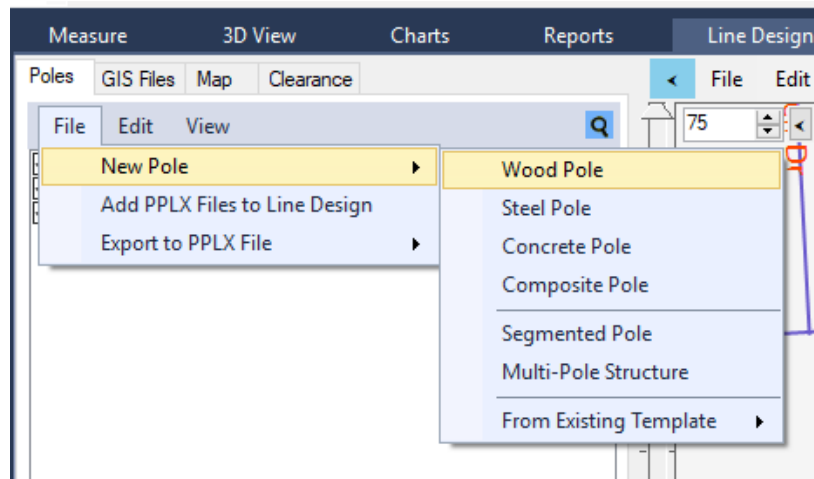 Measure 3D View Charts Reports Line Design
Poles GIS Files Map Clearance < File Edit
File Edit View 75 <
New Pole Wood Pole
Add PPLX Files to Line Design Steel Pole
Export to PPLX File Concrete Pole
Composite Pole
Segmented Pole
Multi-Pole Structure
From Existing Template
Dr